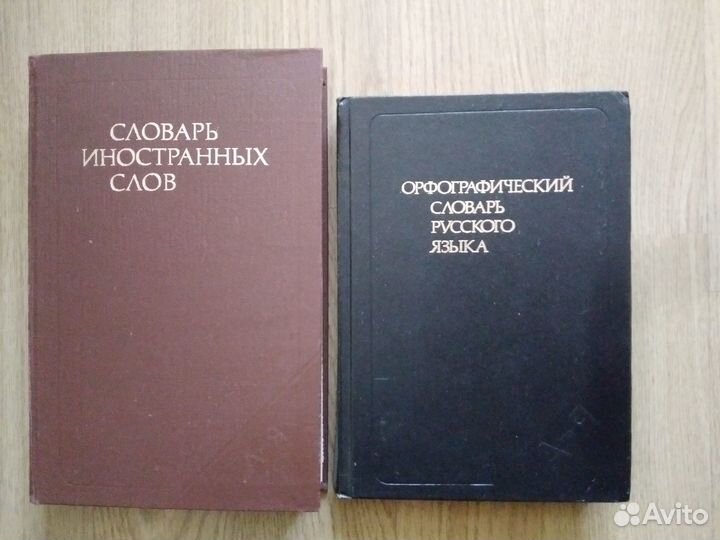 СЛОВАРЬ
ИНОСТРАННЫХ
СЛОВ
ОРФОГРАФИЧЕСКИЙ
СЛОВАРЬ
РУССКОГО
ЯЗЫКА
Avito